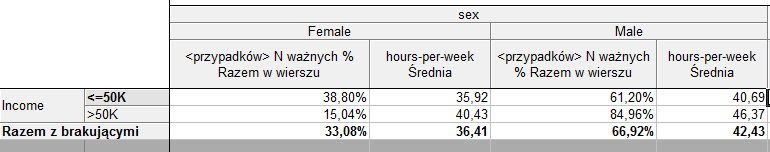 sex
Female Male
<przypadków> N ważnych % Razem w wierszu hours-per-week Średnia <przypadków> N ważnych % Razem w wierszu hours-per-week Średnia
Income <=50K 38,80% 35,92 61,20% 40,69
>50K 15,04% 40,43 84,96% 46,37
Razem z brakującymi 33,08% 36,41 66,92% 42,43